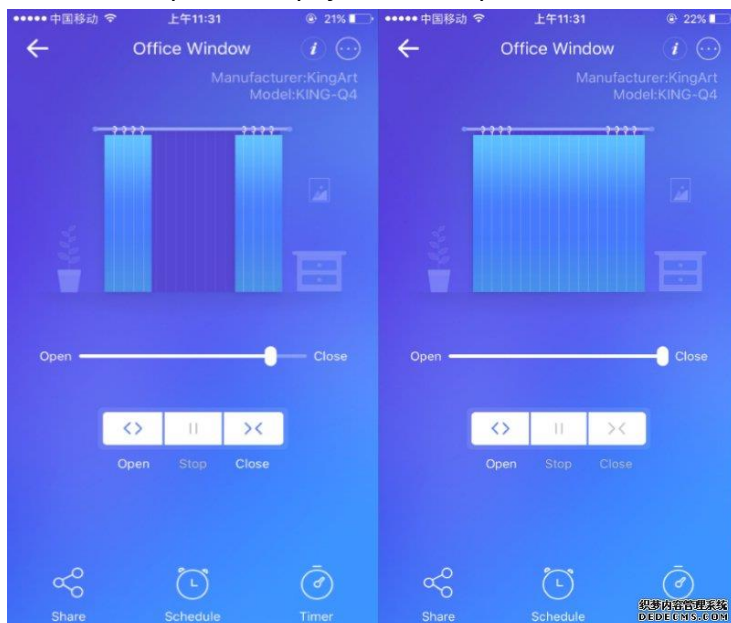 中国移动 上午11:31 21%
Office Window
Manufacturer:KingArt
Model:KING-Q4
Open Close
Open Stop Close
Share Schedule Timer
中国移动 上午11:31 22%
Office Window
Manufacturer:KingArt
Model:KING-Q4
Open Close
Open Stop Close
Share Schedule
织梦内容管理系统
DEDECMS.COM